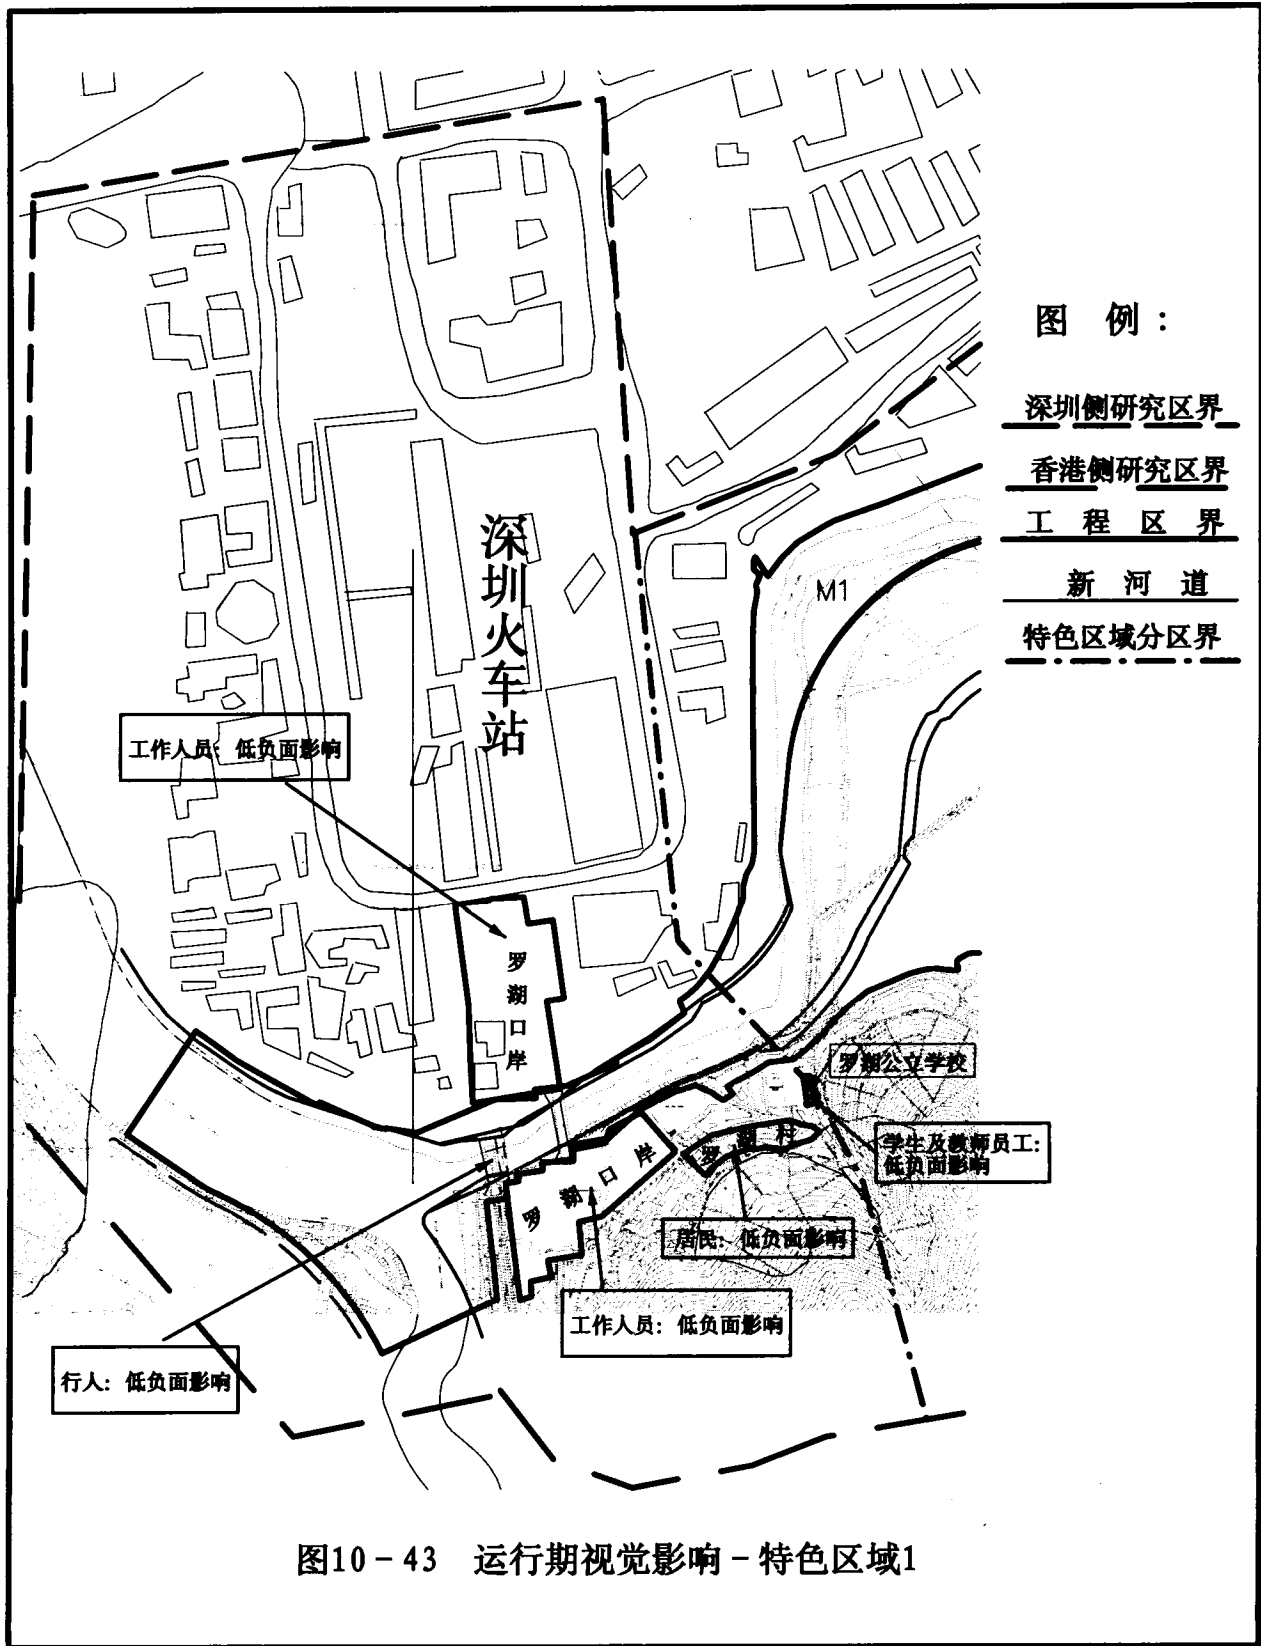 图 例：
深圳侧研究区界
香港侧研究区界
工 程 区 界
新 河 道
特色区域分区界
M1
深圳火车站
工作人员：低负面影响
罗湖口岸
罗湖公立学校
学生及教师员工：
低负面影响
罗湖村
罗湖口岸
居民：低负面影响
工作人员：低负面影响
行人：低负面影响
图10－43 运行期视觉影响－特色区域1